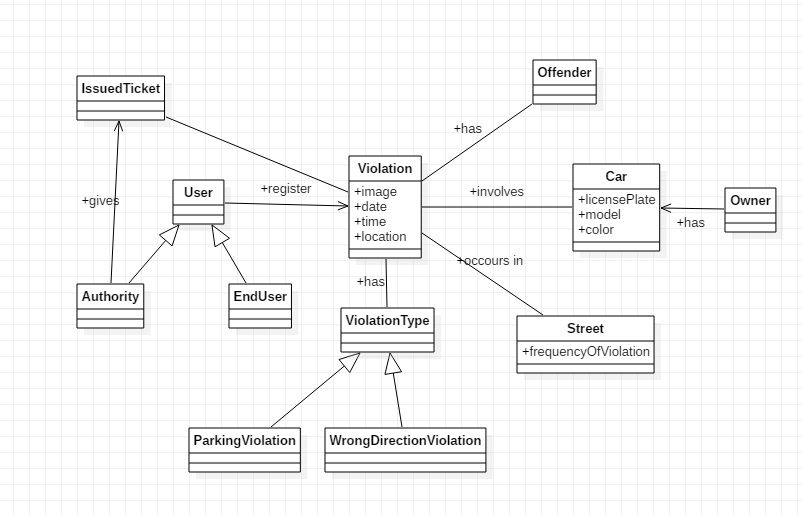 Offender
IssuedTicket
+has
Violation
+image
+date
+time
+location
Car
+licensePlate
+model
+color
User
+register
+involves
Owner
+gives
+has
+occours in
Authority
EndUser
+has
ViolationType
Street
+frequencyOfViolation
ParkingViolation
WrongDirectionViolation